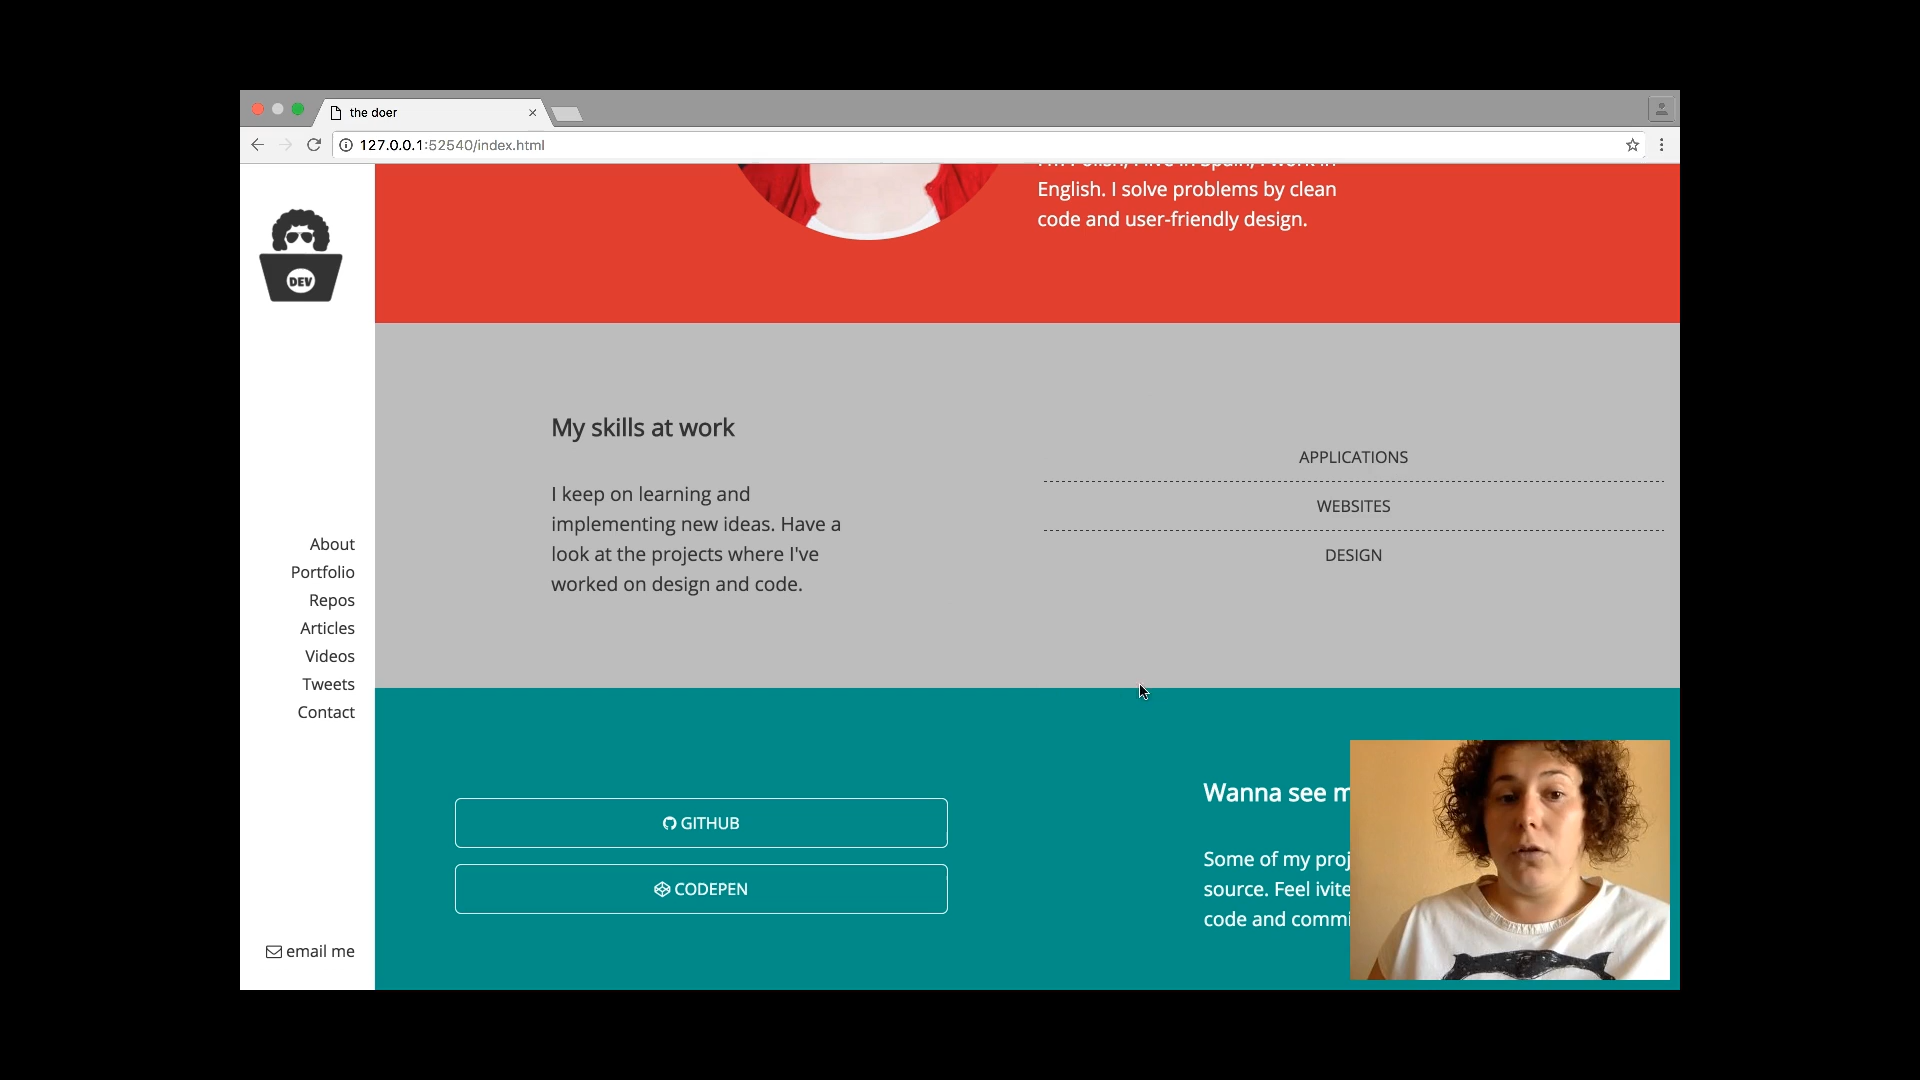 the doer
127.0.0.1:52540/index.html
English. I solve problems by clean
code and user-friendly design.
DEV
My skills at work
I keep on learning and
implementing new ideas. Have a
look at the projects where I've
worked on design and code.
APPLICATIONS
WEBSITES
DESIGN
About
Portfolio
Repos
Articles
Videos
Tweets
Contact
email me
GITHUB
CODEPEN
Wanna see
Some of my
source. Feel ivite
code and